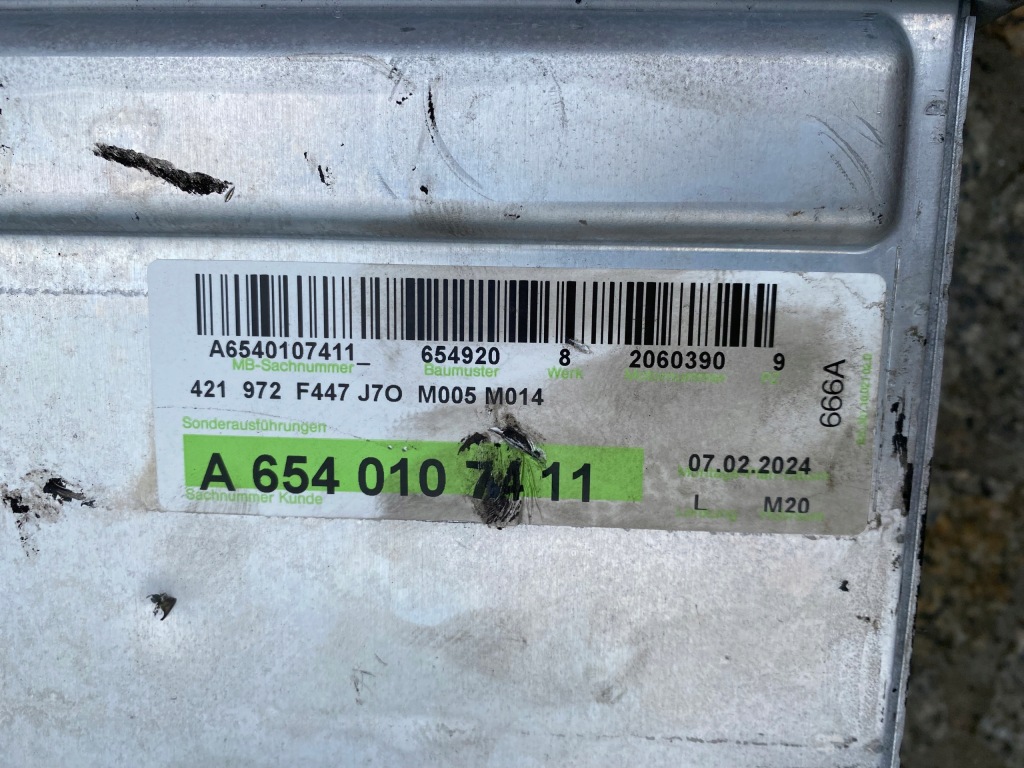 A6540107411_ 654920 8 2060390 9
MB-Sachnummer Baumuster Werk
421 972 F447 J7O M005 M014
Sonderausführungen
A 654 010 74 11
Sachnummer Kunde
07.02.2024
L M20
666A